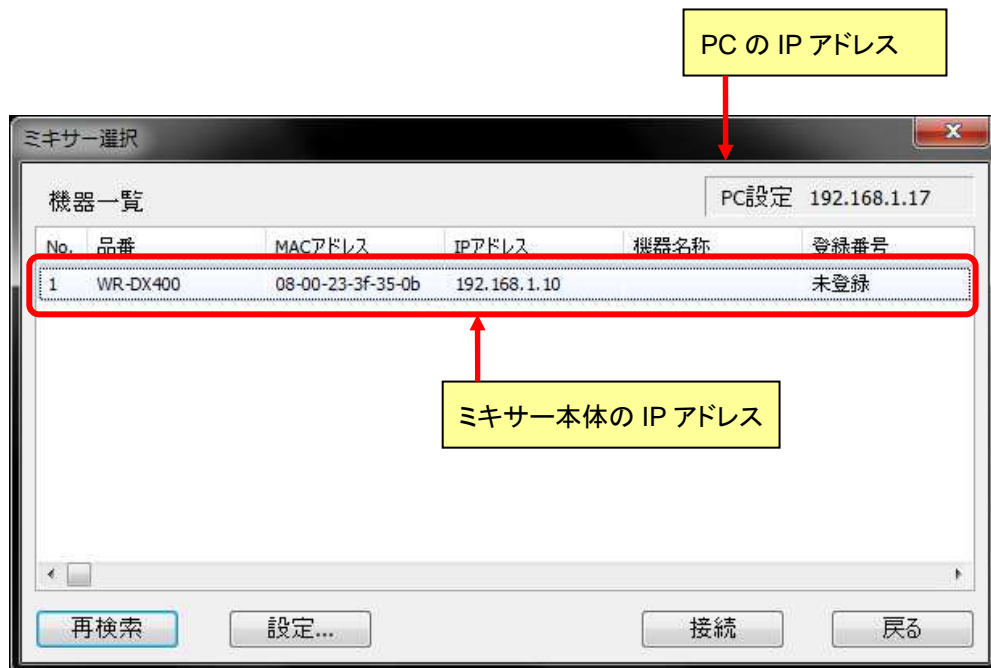 PC の IP アドレス
ミキサー選択
機器一覧
PC設定 192.168.1.17
No. 品番 MACアドレス IPアドレス 機器名称 登録番号
1 WR-DX400 08-00-23-3f-35-0b 192.168.1.10 未登録
ミキサー本体の IP アドレス
再検索 設定... 接続 戻る